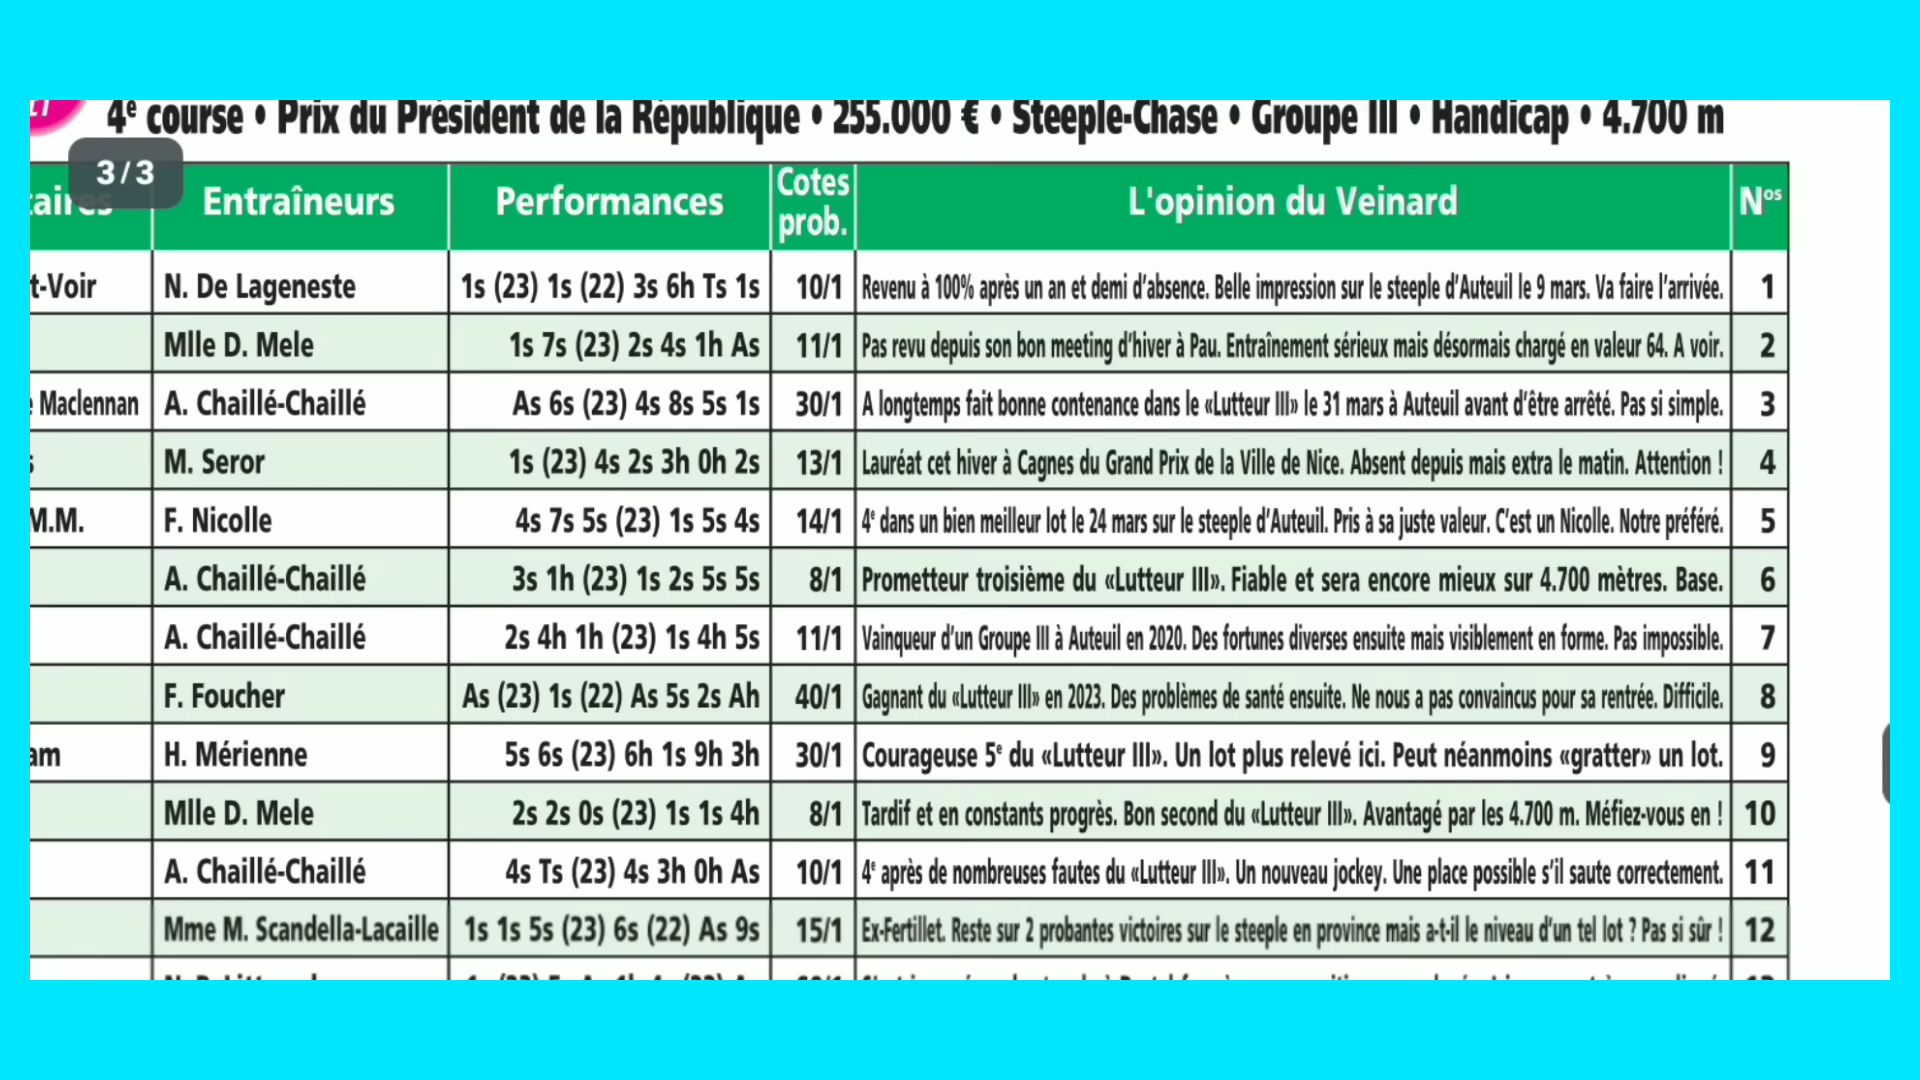 4e course • Prix du Président de la République • 255.000 € • Steeple-Chase • Groupe III • Handicap • 4.700 m
3/3
Entraîneurs Performances Cotes prob. L'opinion du Veinard Nos
t-Voir N. De Lageneste 1s (23) 1s (22) 3s 6h Ts 1s 10/1 Revenu à 100% après un an et demi d'absence. Belle impression sur le steeple d'Auteuil le 9 mars. Va faire l'arrivée. 1
Mlle D. Mele 1s 7s (23) 2s 4s 1h As 11/1 Pas revu depuis son bon meeting d'hiver à Pau. Entraînement sérieux mais désormais chargé en valeur 64. A voir. 2
Maclennan A. Chaillé-Chaillé As 6s (23) 4s 8s 5s 1s 30/1 A longtemps fait bonne contenance dans le «Lutteur III» le 31 mars à Auteuil avant d'être arrêté. Pas si simple. 3
M. Seror 1s (23) 4s 2s 3h 0h 2s 13/1 Lauréat cet hiver à Cagnes du Grand Prix de la Ville de Nice. Absent depuis mais extra le matin. Attention ! 4
M.M. F. Nicolle 4s 7s 5s (23) 1s 5s 4s 14/1 4e dans un bien meilleur lot le 24 mars sur le steeple d'Auteuil. Pris à sa juste valeur. C'est un Nicolle. Notre préféré. 5
A. Chaillé-Chaillé 3s 1h (23) 1s 2s 5s 5s 8/1 Prometteur troisième du «Lutteur III». Fiable et sera encore mieux sur 4.700 mètres. Base. 6
A. Chaillé-Chaillé 2s 4h 1h (23) 1s 4h 5s 11/1 Vainqueur d'un Groupe III à Auteuil en 2020. Des fortunes diverses ensuite mais visiblement en forme. Pas impossible. 7
F. Foucher As (23) 1s (22) As 5s 2s Ah 40/1 Gagnant du «Lutteur III» en 2023. Des problèmes de santé ensuite. Ne nous a pas convaincus pour sa rentrée. Difficile. 8
am H. Mérienne 5s 6s (23) 6h 1s 9h 3h 30/1 Courageuse 5e du «Lutteur III». Un lot plus relevé ici. Peut néanmoins «gratter» un lot. 9
Mlle D. Mele 2s 2s 0s (23) 1s 1s 4h 8/1 Tardif et en constants progrès. Bon second du «Lutteur III». Avantagé par les 4.700 m. Méfiez-vous en ! 10
A. Chaillé-Chaillé 4s Ts (23) 4s 3h 0h As 10/1 4e après de nombreuses fautes du «Lutteur III». Un nouveau jockey. Une place possible s'il saute correctement. 11
Mme M. Scandella-Lacaille 1s 1s 5s (23) 6s (22) As 9s 15/1 Ex-Fertillet. Reste sur 2 probantes victoires sur le steeple en province mais a-t-il le niveau d'un tel lot ? Pas si sûr ! 12